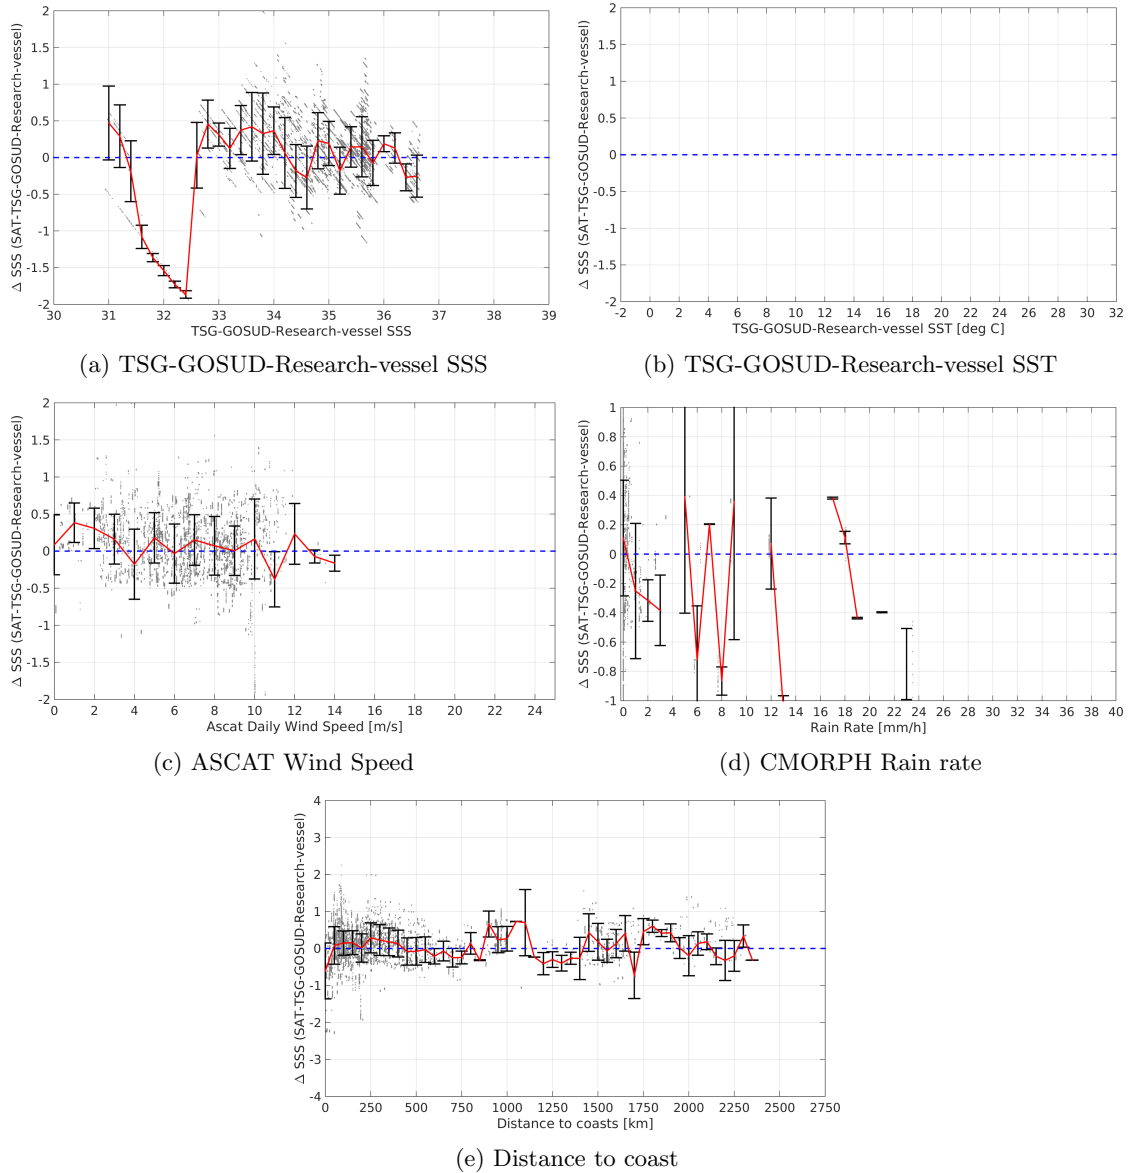 Δ SSS (SAT-TSG-GOSUD-Research-vessel)
2
1.5
1
0.5
0
-0.5
-1
-1.5
-2
30 31 32 33 34 35 36 37 38 39
TSG-GOSUD-Research-vessel SSS
(a) TSG-GOSUD-Research-vessel SSS
Δ SSS (SAT-TSG-GOSUD-Research-vessel)
2
1.5
1
0.5
0
-0.5
-1
-1.5
-2
-2 0 2 4 6 8 10 12 14 16 18 20 22 24 26 28 30 32
TSG-GOSUD-Research-vessel SST [deg C]
(b) TSG-GOSUD-Research-vessel SST
Δ SSS (SAT-TSG-GOSUD-Research-vessel)
2
1.5
1
0.5
0
-0.5
-1
-1.5
-2
0 2 4 6 8 10 12 14 16 18 20 22 24
Ascat Daily Wind Speed [m/s]
(c) ASCAT Wind Speed
Δ SSS (SAT-TSG-GOSUD-Research-vessel)
1
0.8
0.6
0.4
0.2
0
-0.2
-0.4
-0.6
-0.8
-1
0 2 4 6 8 10 12 14 16 18 20 22 24 26 28 30 32 34 36 38 40
Rain Rate [mm/h]
(d) CMORPH Rain rate
Δ SSS (SAT-TSG-GOSUD-Research-vessel)
4
3
2
1
0
-1
-2
-3
-4
0 250 500 750 1000 1250 1500 1750 2000 2250 2500 2750
Distance to coasts [km]
(e) Distance to coast